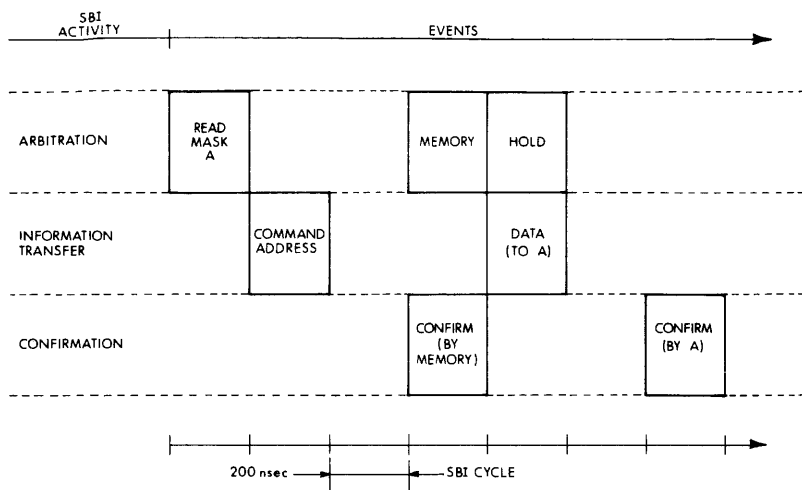 SBI
ACTIVITY
EVENTS
ARBITRATION
READ
MASK
A
MEMORY
HOLD
INFORMATION
TRANSFER
COMMAND
ADDRESS
DATA
(TO A)
CONFIRMATION
CONFIRM
(BY
MEMORY)
CONFIRM
(BY A)
200 nsec
SBI CYCLE